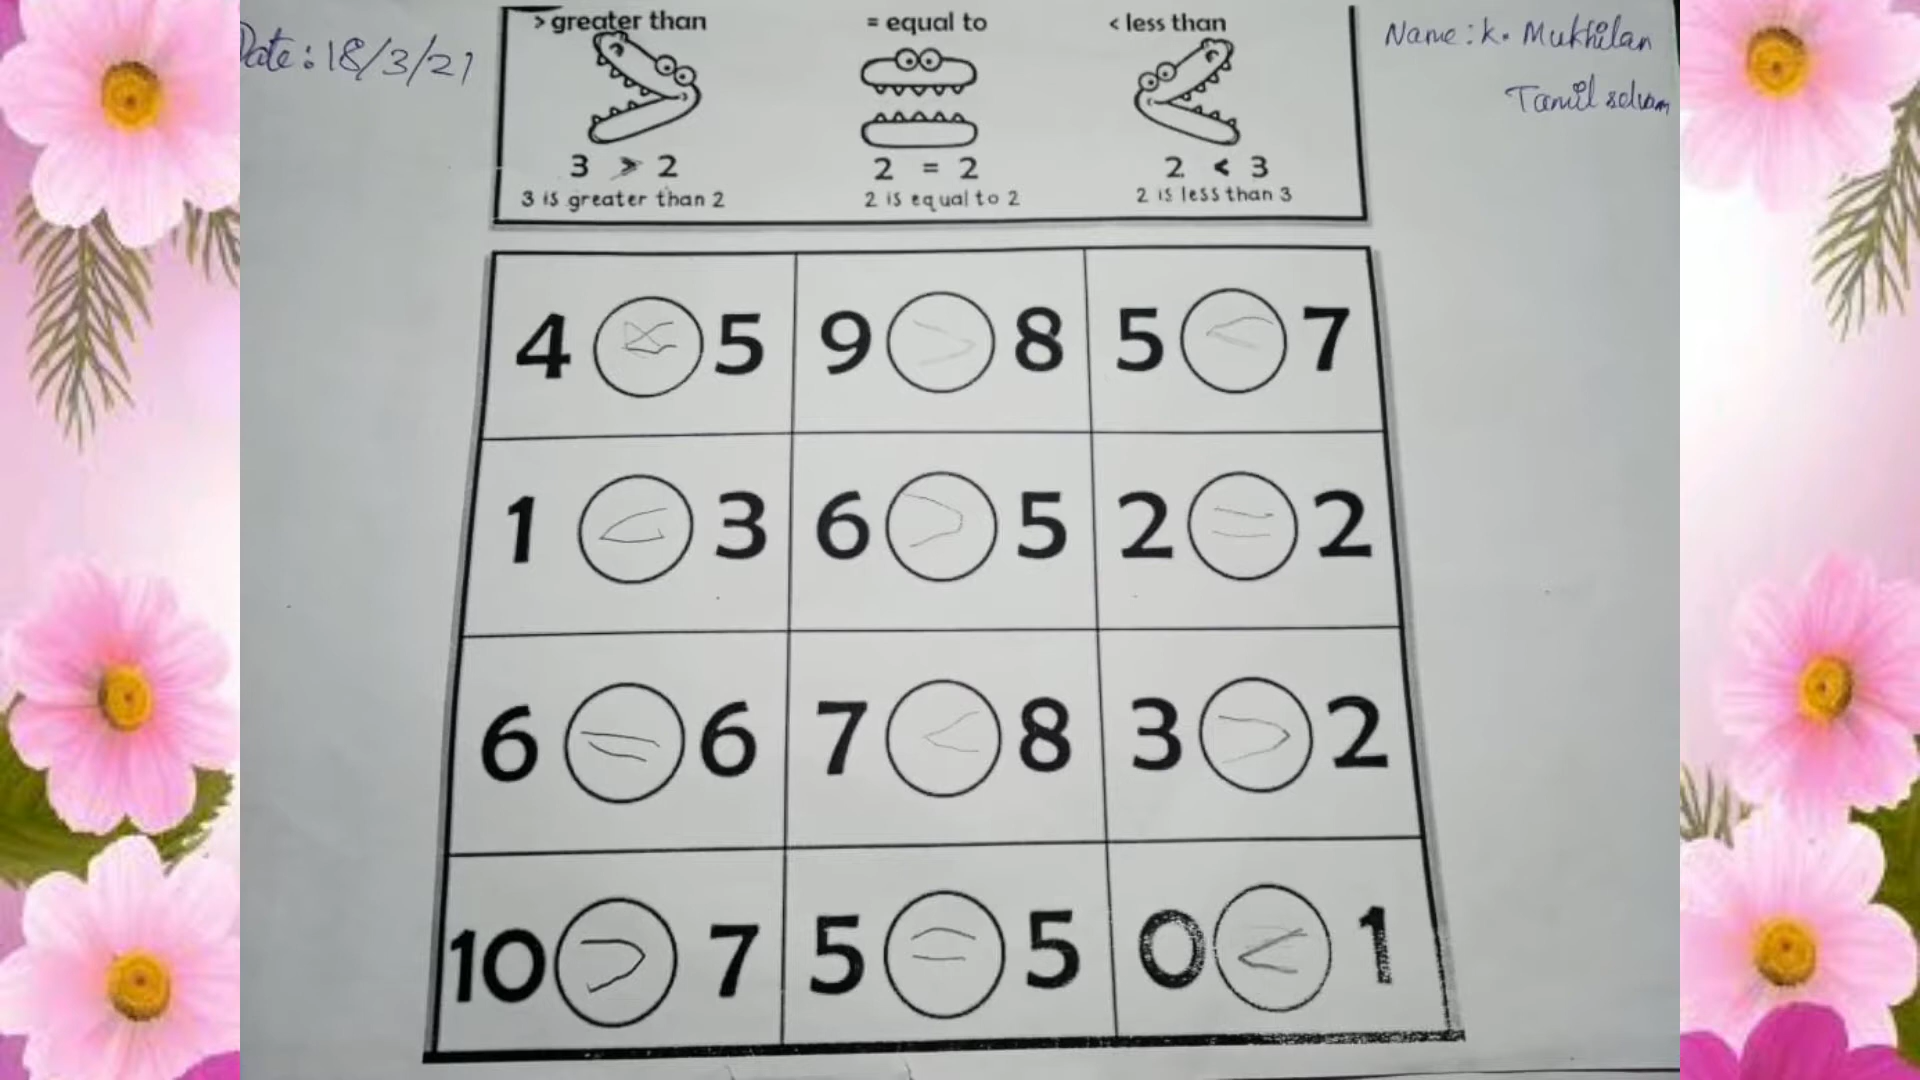 Date: 18/3/21
> greater than = equal to < less than
Name: K. Mukhilan
Tamil selvam
3 > 2 2 = 2 2 < 3
3 is greater than 2 2 is equal to 2 2 is less than 3
4 < 5 9 > 8 5 < 7
1 < 3 6 > 5 2 = 2
6 = 6 7 < 8 3 > 2
10 > 7 5 = 5 0 < 1